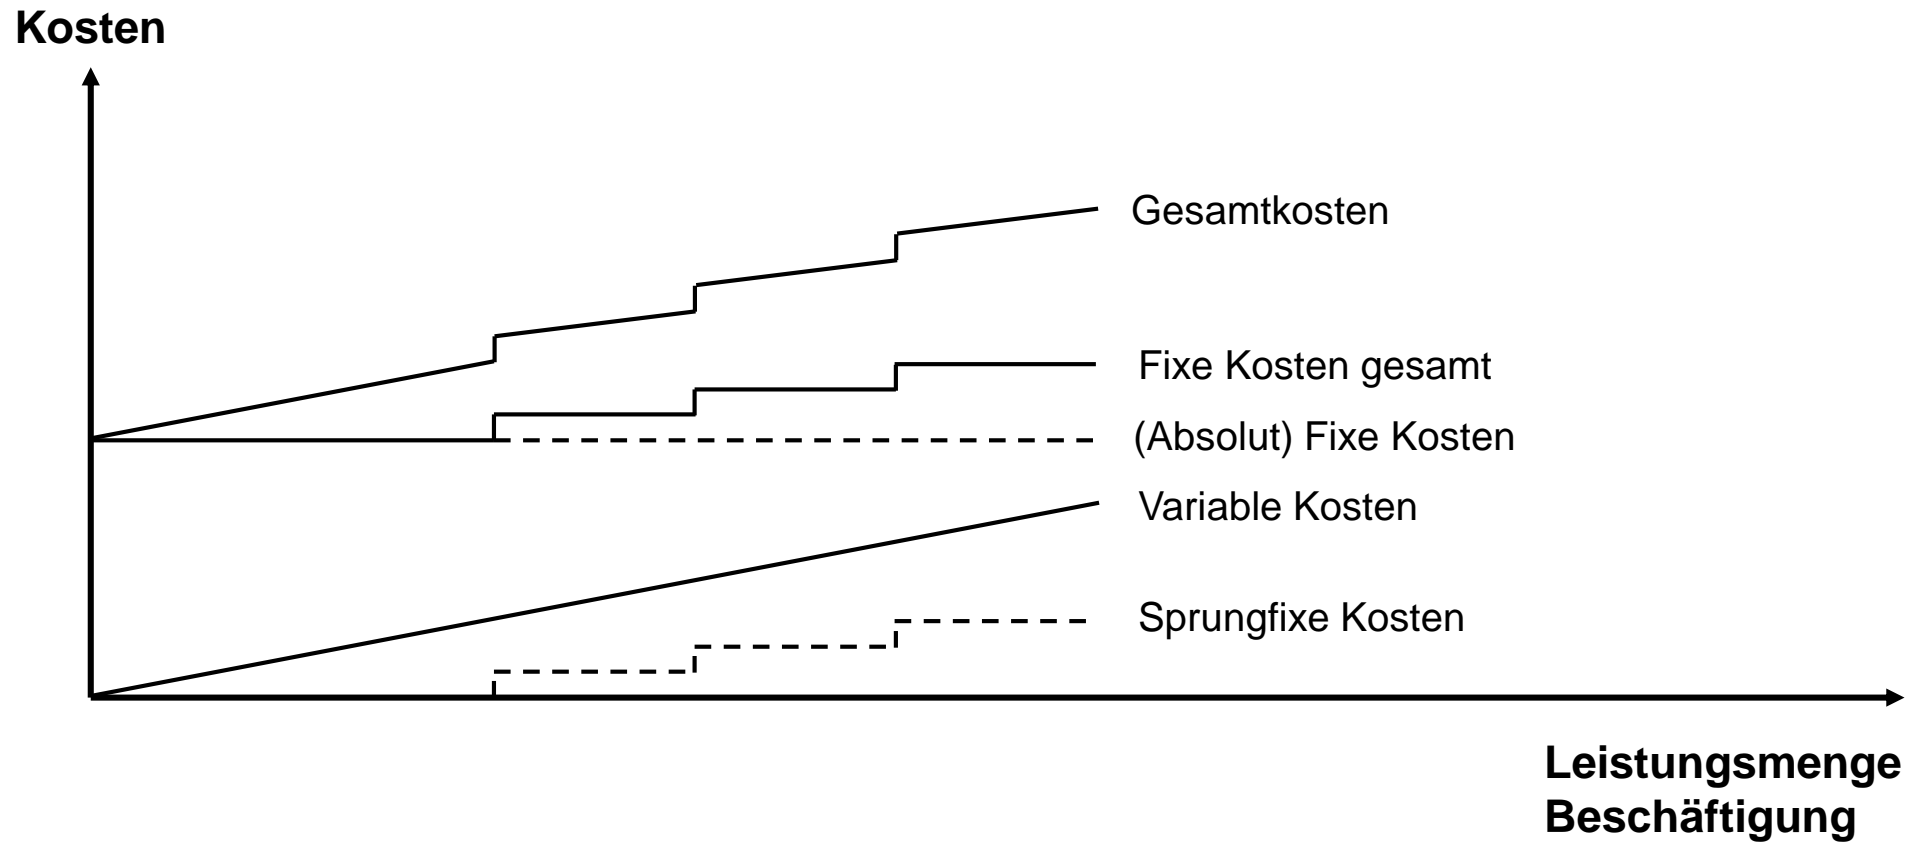 Kosten
Gesamtkosten
Fixe Kosten gesamt
(Absolut) Fixe Kosten
Variable Kosten
Sprungfixe Kosten
Leistungsmenge
Beschäftigung